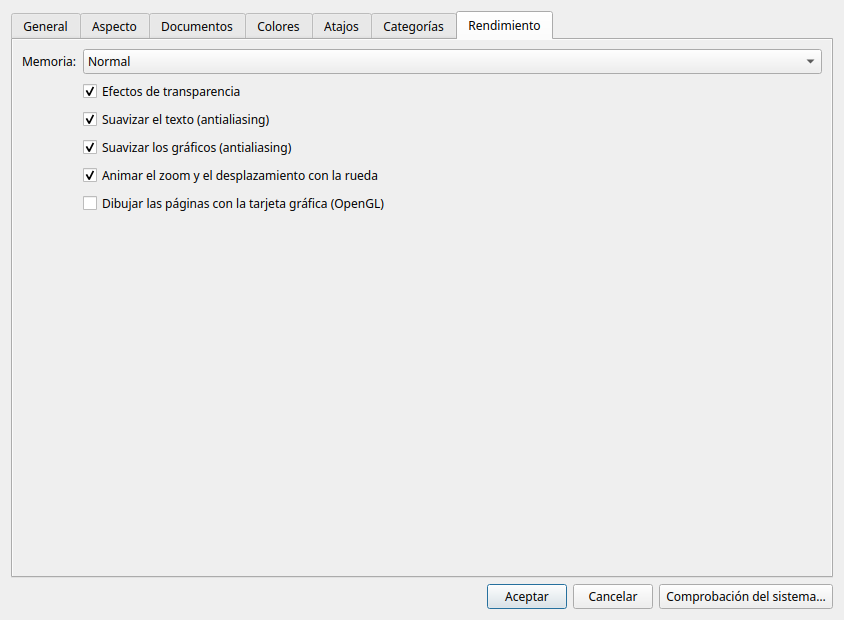 General Aspecto Documentos Colores Atajos Categorías Rendimiento
Memoria: Normal
Efectos de transparencia
Suavizar el texto (antialiasing)
Suavizar los gráficos (antialiasing)
Animar el zoom y el desplazamiento con la rueda
Dibujar las páginas con la tarjeta gráfica (OpenGL)
Aceptar Cancelar Comprobación del sistema...